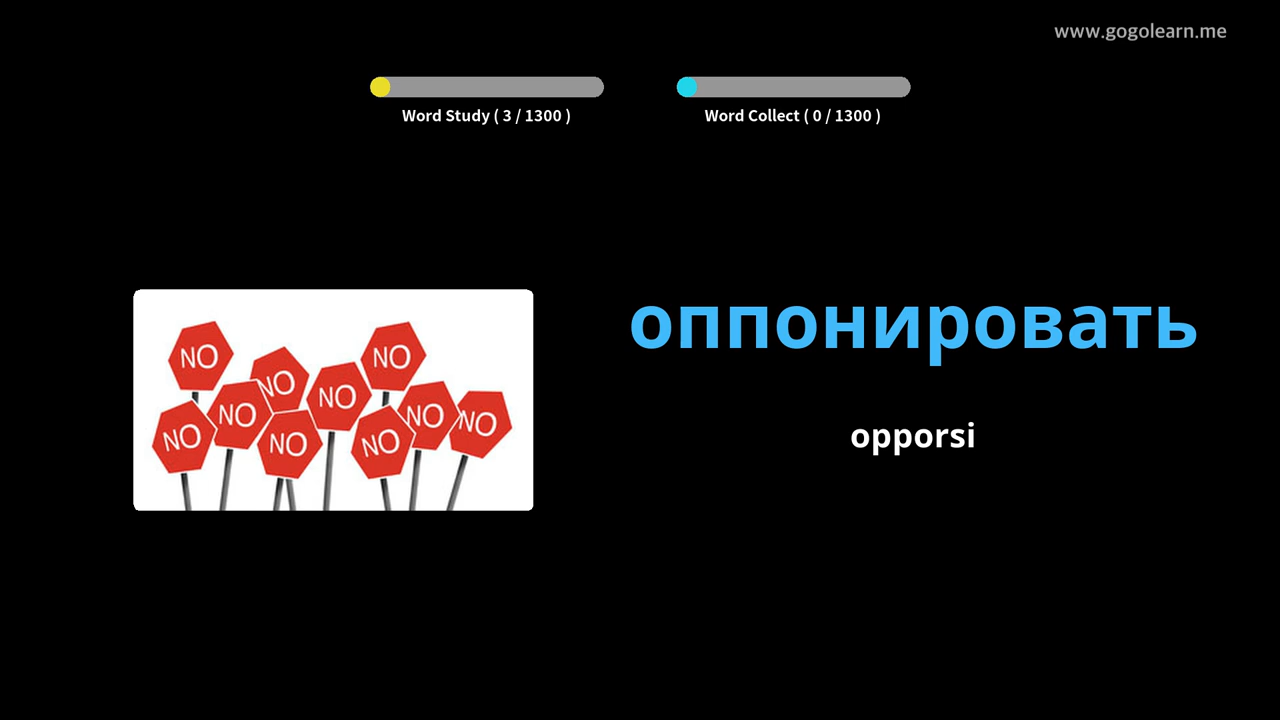 www.gogolearn.me
Word Study ( 3 / 1300 )
Word Collect ( 0 / 1300 )
NO
NO
NO
NO
NO
NO
NO
NO
NO
NO
оппонировать
opporsi